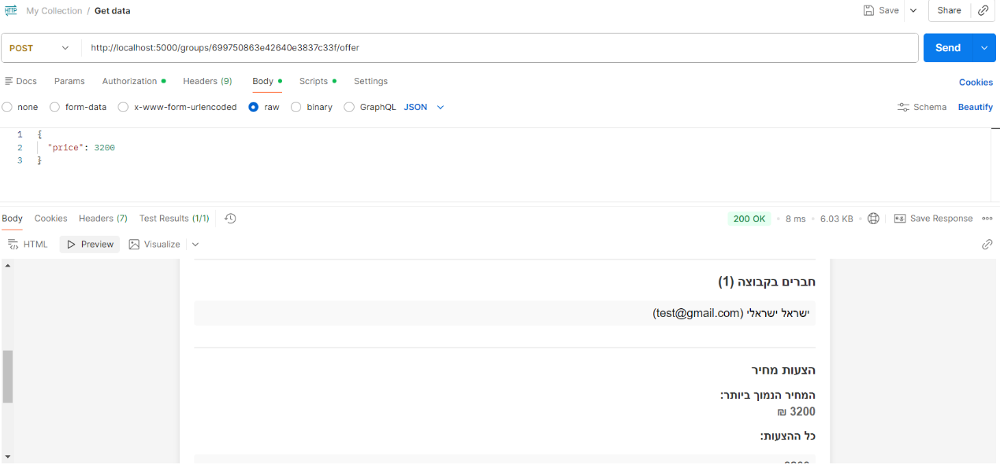 HTTP My Collection / Get data Save Share
POST http://localhost:5000/groups/699750863e42640e3837c33f/offer Send
Docs Params Authorization Headers (9) Body Scripts Settings Cookies
none form-data x-www-form-urlencoded raw binary GraphQL JSON Schema Beautify
1 {
2 "price": 3200
3 }
Body Cookies Headers (7) Test Results (1/1) 200 OK 8 ms 6.03 KB e.g. Save Response
HTML Preview Visualize
חברים בקבוצה (1)
ישראל ישראלי (test@gmail.com)
הצעות מחיר
המחיר הנמוך ביותר:
3200 ₪
כל ההצעות: